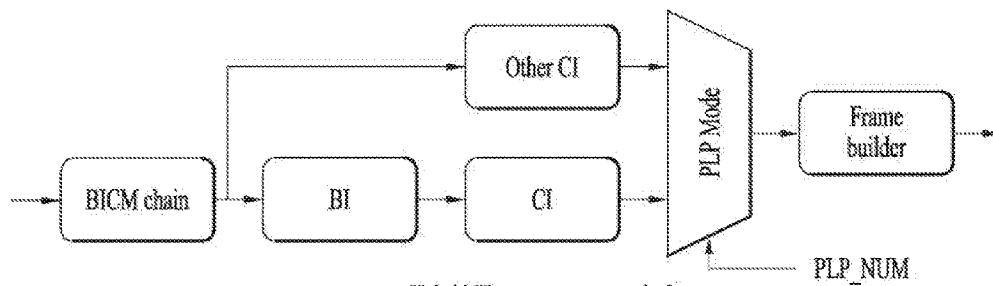 Other CI
PLP Mode
Frame
builder
BICM chain
BI
CI
PLP_NUM